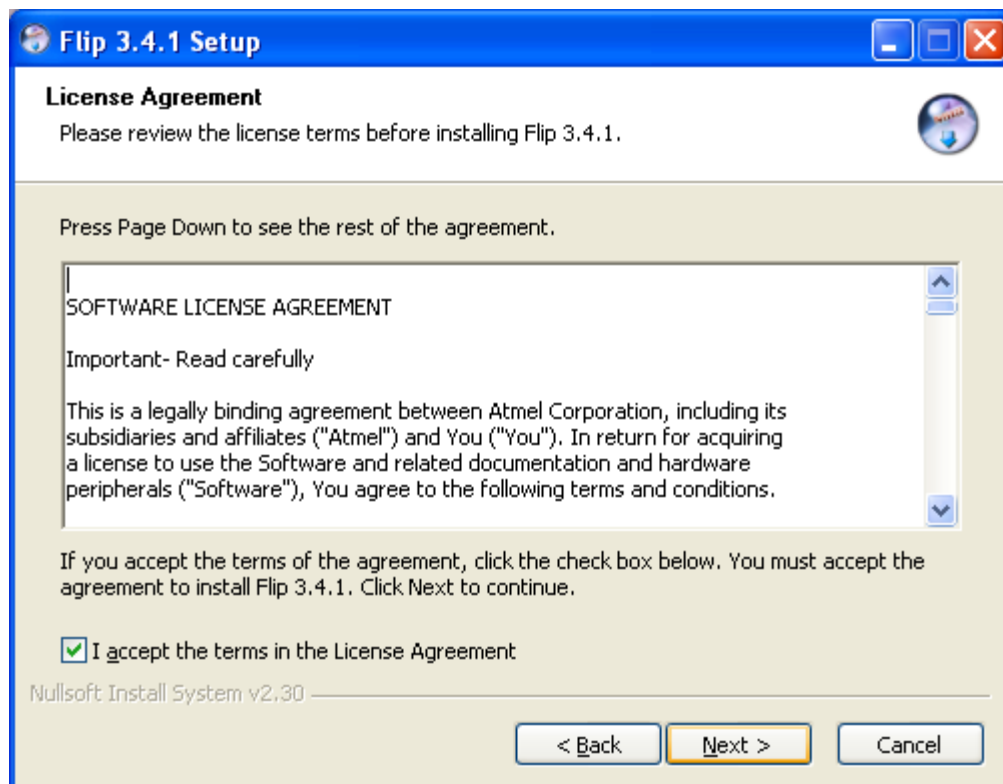 Flip 3.4.1 Setup
License Agreement
Please review the license terms before installing Flip 3.4.1.
Press Page Down to see the rest of the agreement.
SOFTWARE LICENSE AGREEMENT
Important- Read carefully
This is a legally binding agreement between Atmel Corporation, including its
subsidiaries and affiliates ("Atmel") and You ("You"). In return for acquiring
a license to use the Software and related documentation and hardware
peripherals ("Software"), You agree to the following terms and conditions.
If you accept the terms of the agreement, click the check box below. You must accept the
agreement to install Flip 3.4.1. Click Next to continue.
I accept the terms in the License Agreement
Nullsoft Install System v2.30
< Back
Next >
Cancel